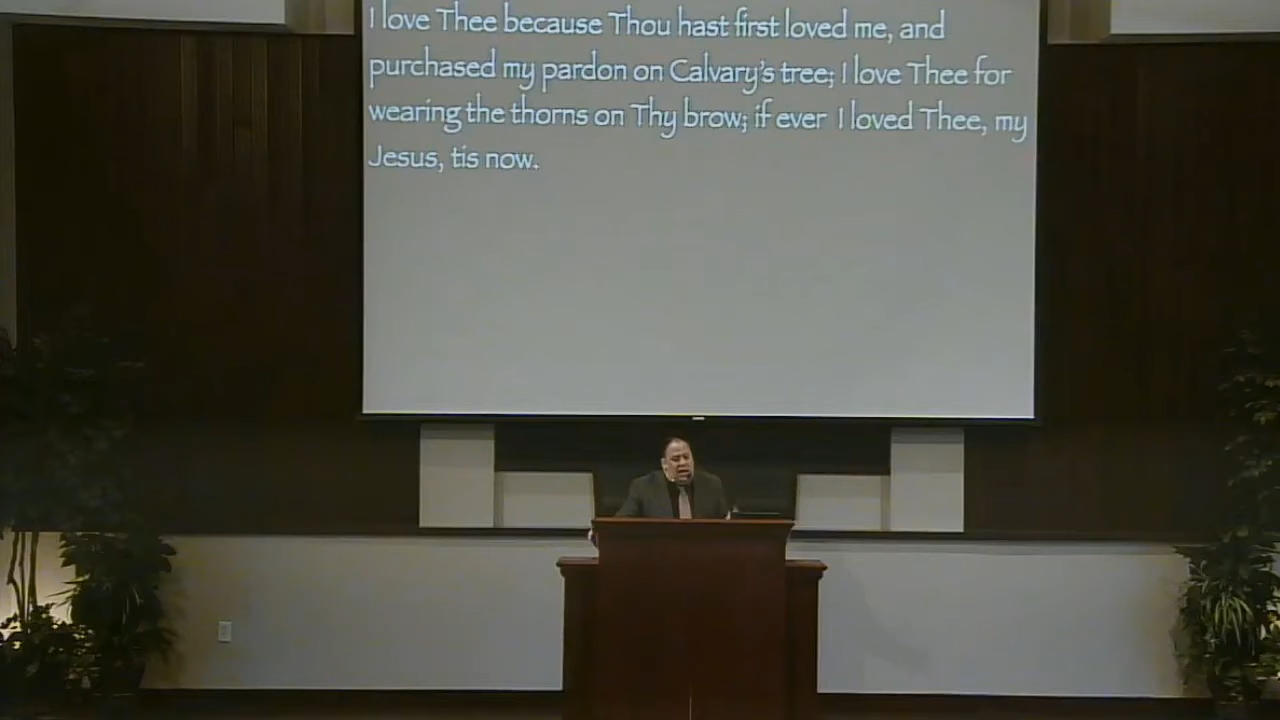 I love Thee because Thou hast first loved me, and
purchased my pardon on Calvary's tree; I love Thee for
wearing the thorns on Thy brow; if ever I loved Thee, my
Jesus, tis now.